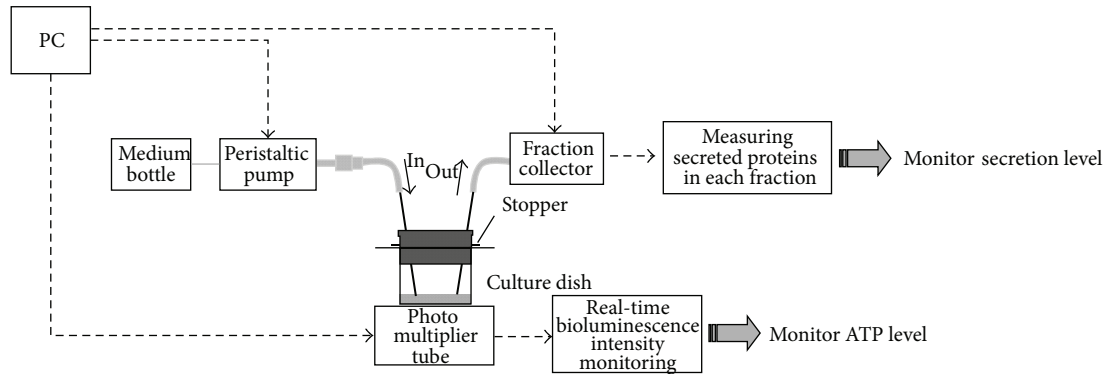 PC
Medium
bottle
Peristaltic
pump
In
Out
Fraction
collector
Measuring
secreted proteins
in each fraction
Monitor secretion level
Stopper
Culture dish
Photo
multiplier
tube
Real-time
bioluminescence
intensity
monitoring
Monitor ATP level